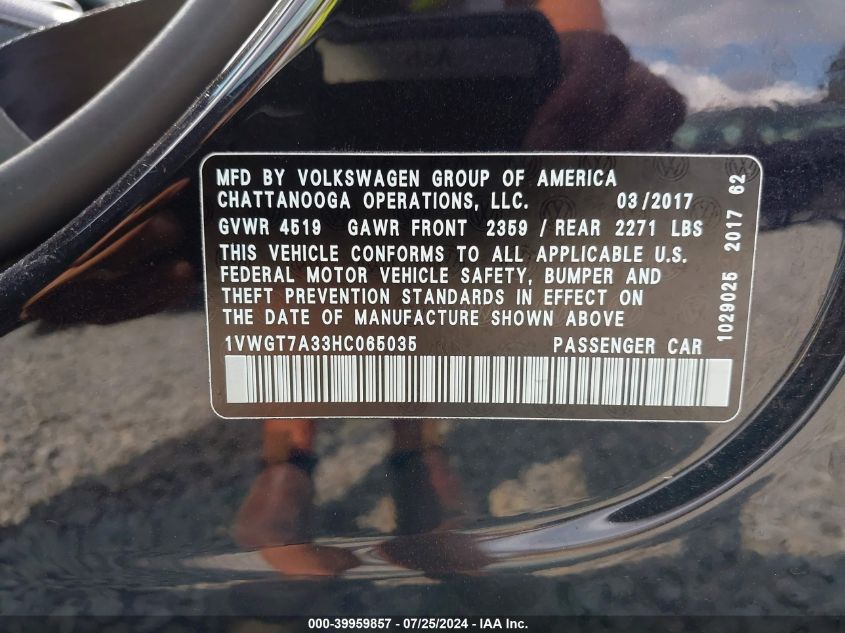 MFD BY VOLKSWAGEN GROUP OF AMERICA
CHATTANOOGA OPERATIONS, LLC. 03/2017
GVWR 4519 GAWR FRONT 2359 / REAR 2271 LBS
THIS VEHICLE CONFORMS TO ALL APPLICABLE U.S.
FEDERAL MOTOR VEHICLE SAFETY, BUMPER AND
THEFT PREVENTION STANDARDS IN EFFECT ON
THE DATE OF MANUFACTURE SHOWN ABOVE
1VWGT7A33HC065035 PASSENGER CAR
1029025 2017 62
000-39959857 / 07/25/2024 - IAA Inc.